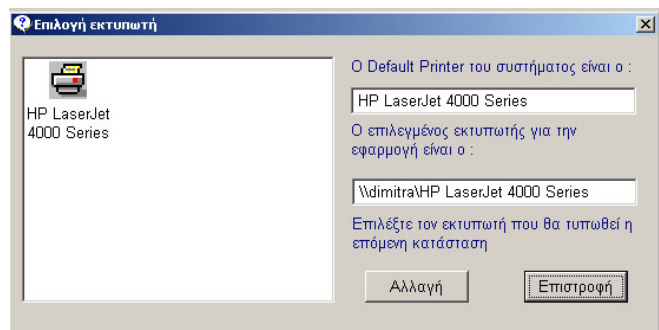 Επιλογή εκτυπωτή
HP LaserJet
4000 Series
Ο Default Printer του συστήματος είναι ο :
HP LaserJet 4000 Series
Ο επιλεγμένος εκτυπωτής για την
εφαρμογή είναι ο :
\\dimitra\HP LaserJet 4000 Series
Επιλέξτε τον εκτυπωτή που θα τυπωθεί η
επόμενη κατάσταση
Αλλαγή
Επιστροφή